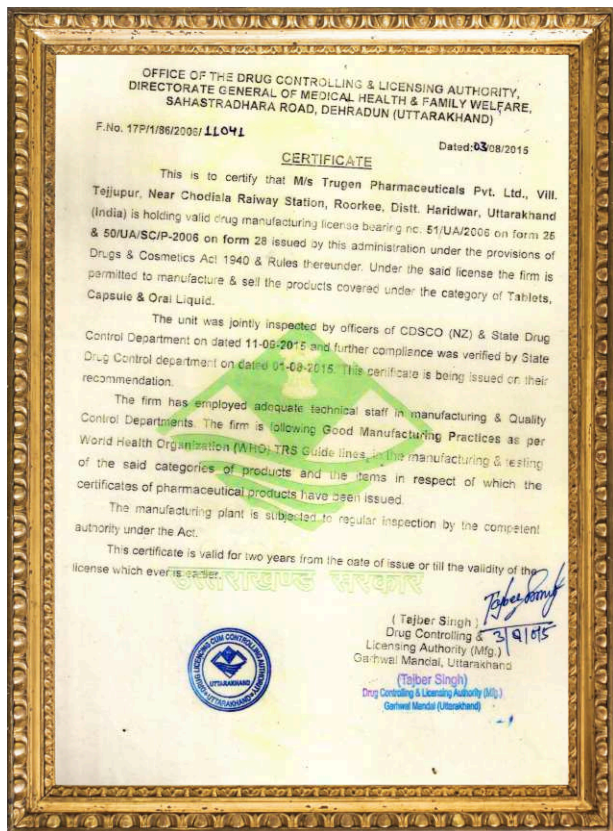 OFFICE OF THE DRUG CONTROLLING & LICENSING AUTHORITY,
DIRECTORATE GENERAL OF MEDICAL HEALTH & FAMILY WELFARE,
SAHASTRADHARA ROAD, DEHRADUN (UTTARAKHAND)
F.No. 17P/1/86/2006/ 11041
Dated:03/08/2015
CERTIFICATE
This is to certify that M/s Trugen Pharmaceuticals Pvt. Ltd., Vill.
Tejjupur, Near Chodiala Raiway Station, Roorkee, Distt. Haridwar, Uttarakhand
(India) is holding valid drug manufacturing license bearing no. 51/UA/2006 on form 25
& 50/UA/SC/P-2006 on form 28 issued by this administration under the provisions of
Drugs & Cosmetics Act 1940 & Rules thereunder. Under the said license the firm is
permitted to manufacture & sell the products covered under the category of Tablets,
Capsule & Oral Liquid.
The unit was jointly inspected by officers of CDSCO (NZ) & State Drug
Control Department on dated 11-06-2015 and further compliance was verified by State
Drug Control department on dated 01-08-2015. This certificate is being issued on their
recommendation.
The firm has employed adequate technical staff in manufacturing & Quality
Control Departments. The firm is following Good Manufacturing Practices as per
World Health Organization (WHO) TRS Guide lines, in the manufacturing & testing
of the said categories of products and the items in respect of which the
certificates of pharmaceutical products have been issued.
The manufacturing plant is subjected to regular inspection by the competent
authority under the Act.
This certificate is valid for two years from the date of issue or till the validity of the
license which ever is earlier.
उत्तराखण्ड सरकार
( Tajber Singh )
Drug Controlling &
Licensing Authority (Mfg.)
Garhwal Mandal, Uttarakhand
(Tajber Singh)
Drug Controlling & Licensing Authority (Mfg.)
Garhwal Mandal (Uttarakhand)
DRUG LICENCING CUM CONTROLLING AUTHORITY
UTTARAKHAND
UTTARAKHAND